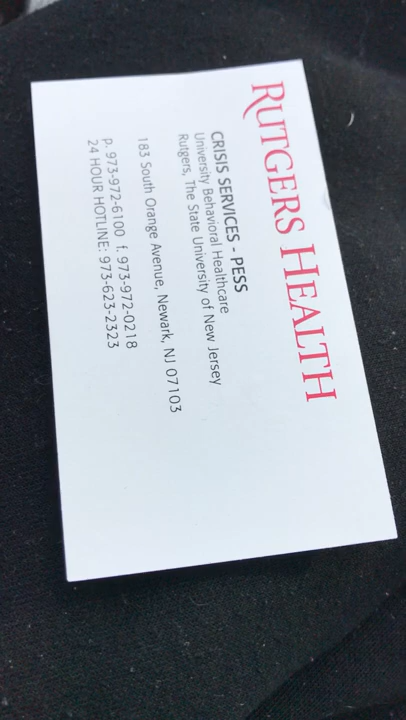 RUTGERS HEALTH
CRISIS SERVICES - PESS
University Behavioral Healthcare
Rutgers, The State University of New Jersey
183 South Orange Avenue, Newark, NJ 07103
p. 973-972-6100 f. 973-972-0218
24 HOUR HOTLINE: 973-623-2323